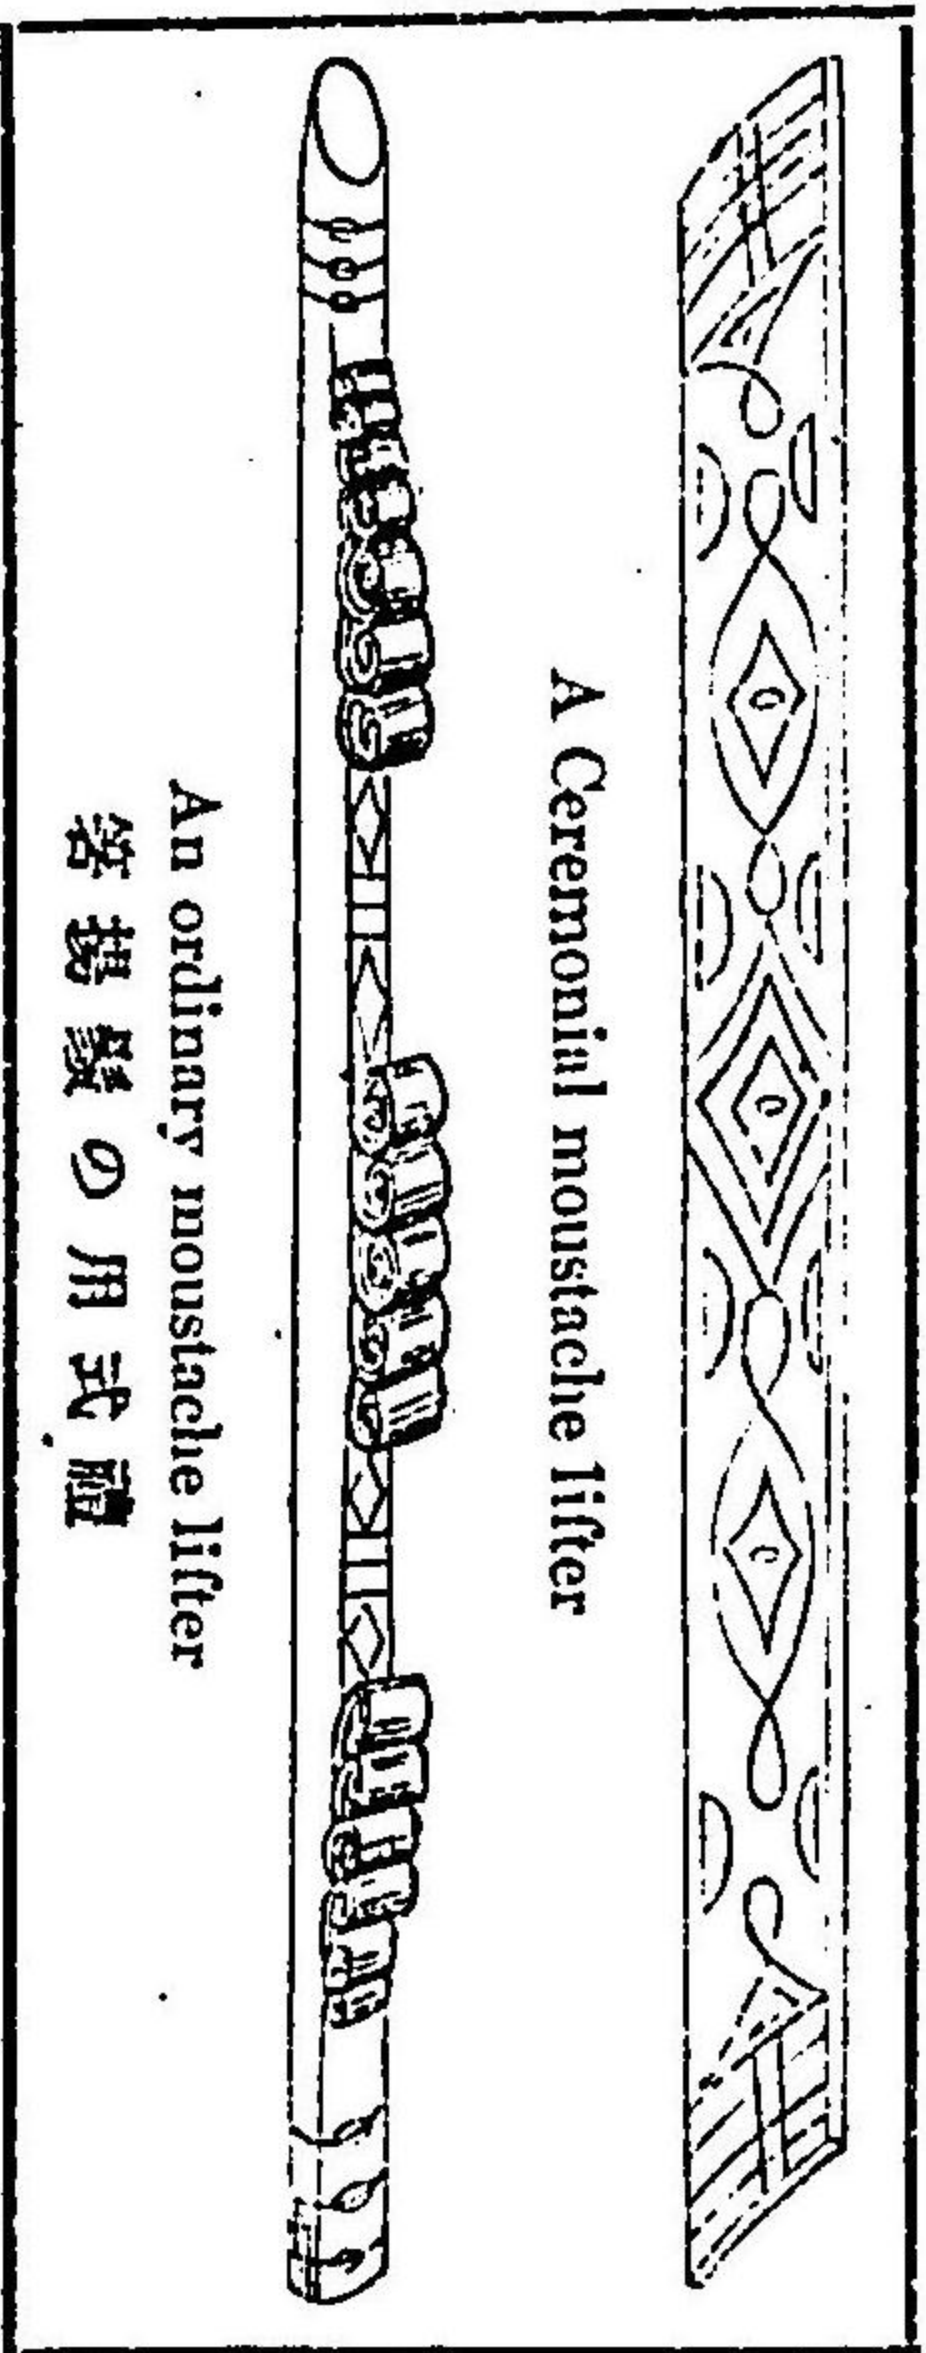 A Ceremonial moustache lifter
An ordinary moustache lifter
禮式用の鬚揚箸